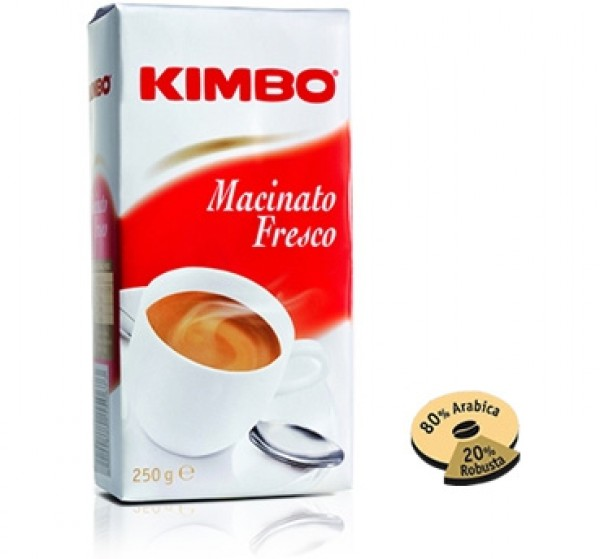 KIMBO®
Macinato
Fresco
250 g ℮
80% Arabica
20%
Robusta